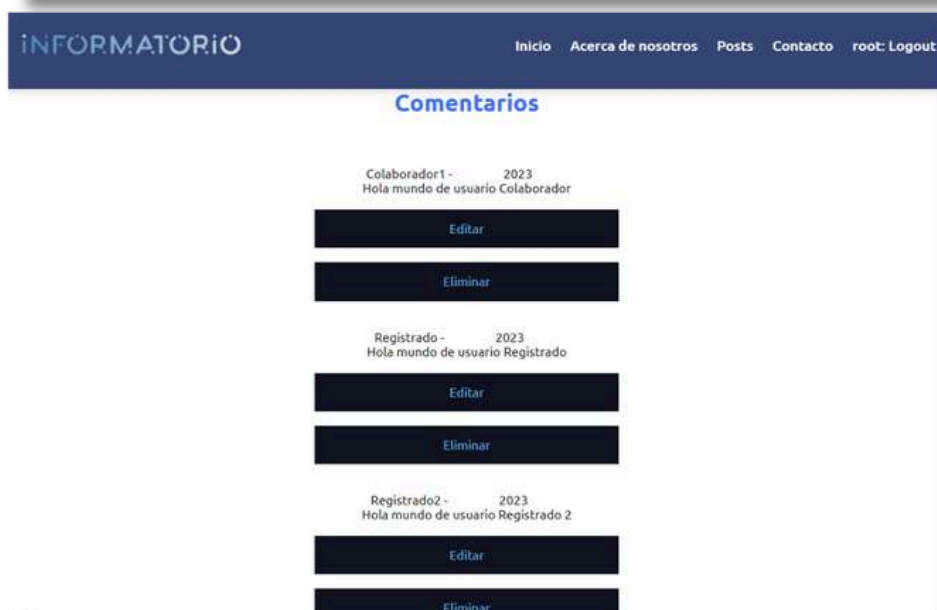 iNFORMATORiO
Inicio Acerca de nosotros Posts Contacto root: Logout
Comentarios
Colaborador1 - 2023
Hola mundo de usuario Colaborador
Editar
Eliminar
Registrado - 2023
Hola mundo de usuario Registrado
Editar
Eliminar
Registrado2 - 2023
Hola mundo de usuario Registrado 2
Editar
Eliminar